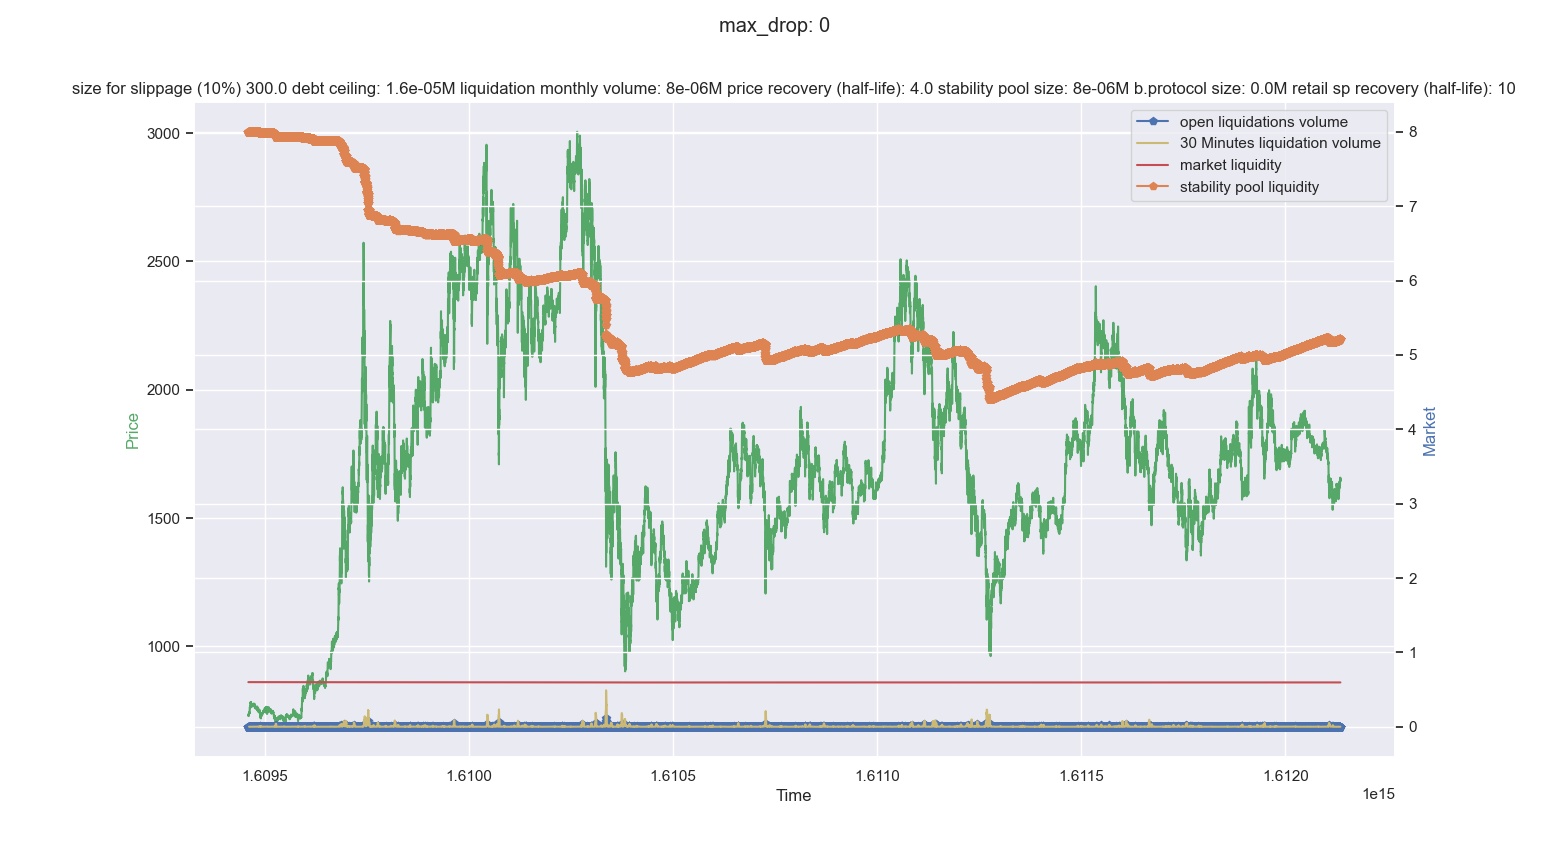 max_drop: 0
size for slippage (10%) 300.0 debt ceiling: 1.6e-05M liquidation monthly volume: 8e-06M price recovery (half-life): 4.0 stability pool size: 8e-06M b.protocol size: 0.0M retail sp recovery (half-life): 10
open liquidations volume
30 Minutes liquidation volume
market liquidity
stability pool liquidity
3000
2500
2000
1500
1000
Price
8
7
6
5
4
3
2
1
0
Market
1.6095
1.6100
1.6105
1.6110
1.6115
1.6120
1e15
Time